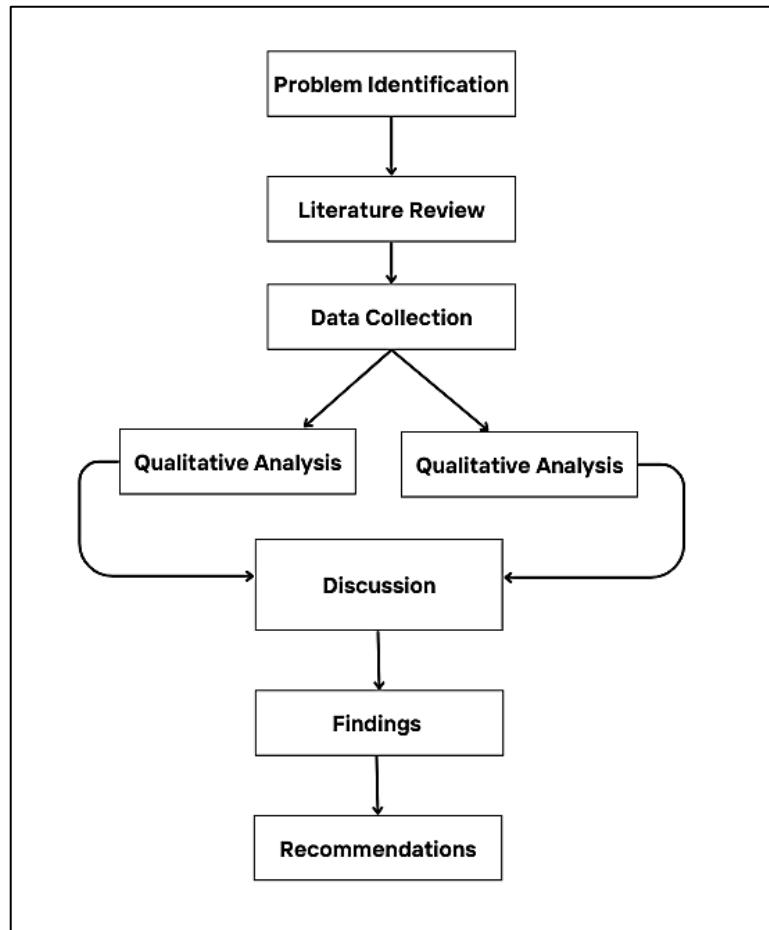 Problem Identification
Literature Review
Data Collection
Qualitative Analysis
Qualitative Analysis
Discussion
Findings
Recommendations